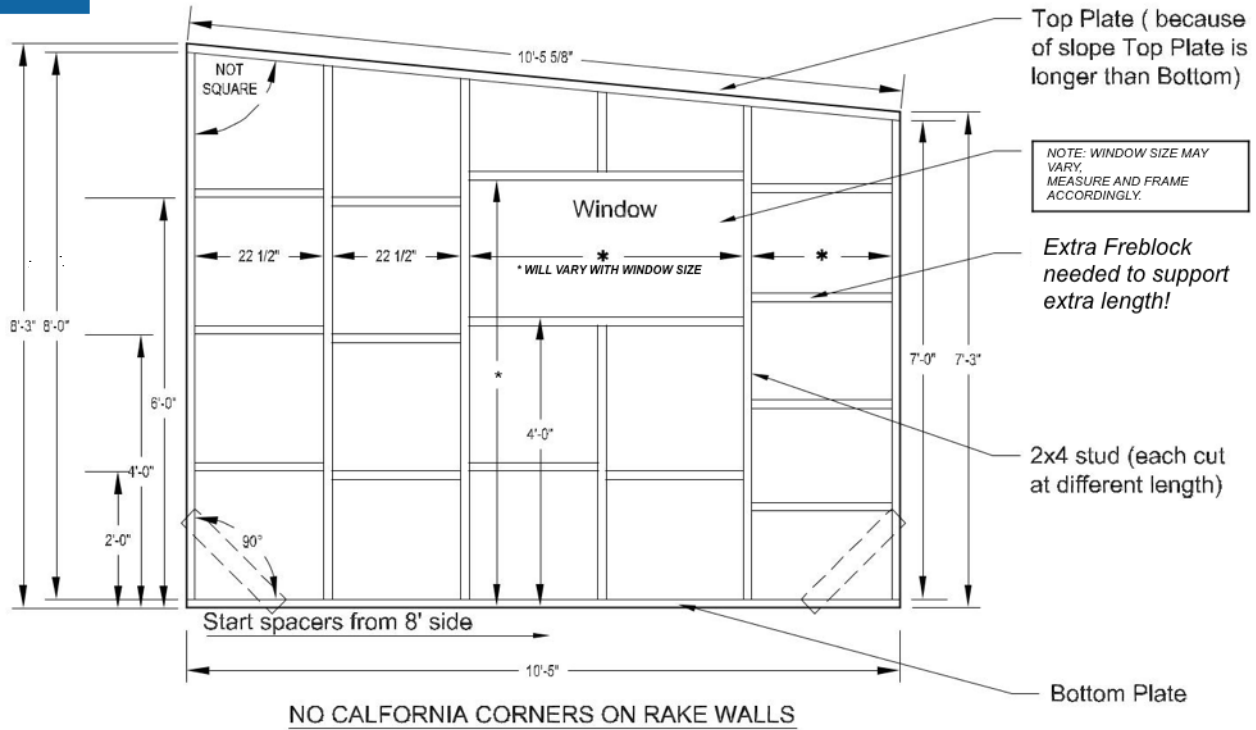 Top Plate ( because
of slope Top Plate is
longer than Bottom)
10'-5 5/8"
NOT
SQUARE
NOTE: WINDOW SIZE MAY
VARY,
MEASURE AND FRAME
ACCORDINGLY.
Window
22 1/2"
22 1/2"
*
* WILL VARY WITH WINDOW SIZE
*
Extra Freblock
needed to support
extra length!
8'-3"
8'-0"
7'-0"
7'-3"
*
6'-0"
4'-0"
4'-0"
2x4 stud (each cut
at different length)
2'-0"
90°
Start spacers from 8' side
10'-5"
Bottom Plate
NO CALFORNIA CORNERS ON RAKE WALLS